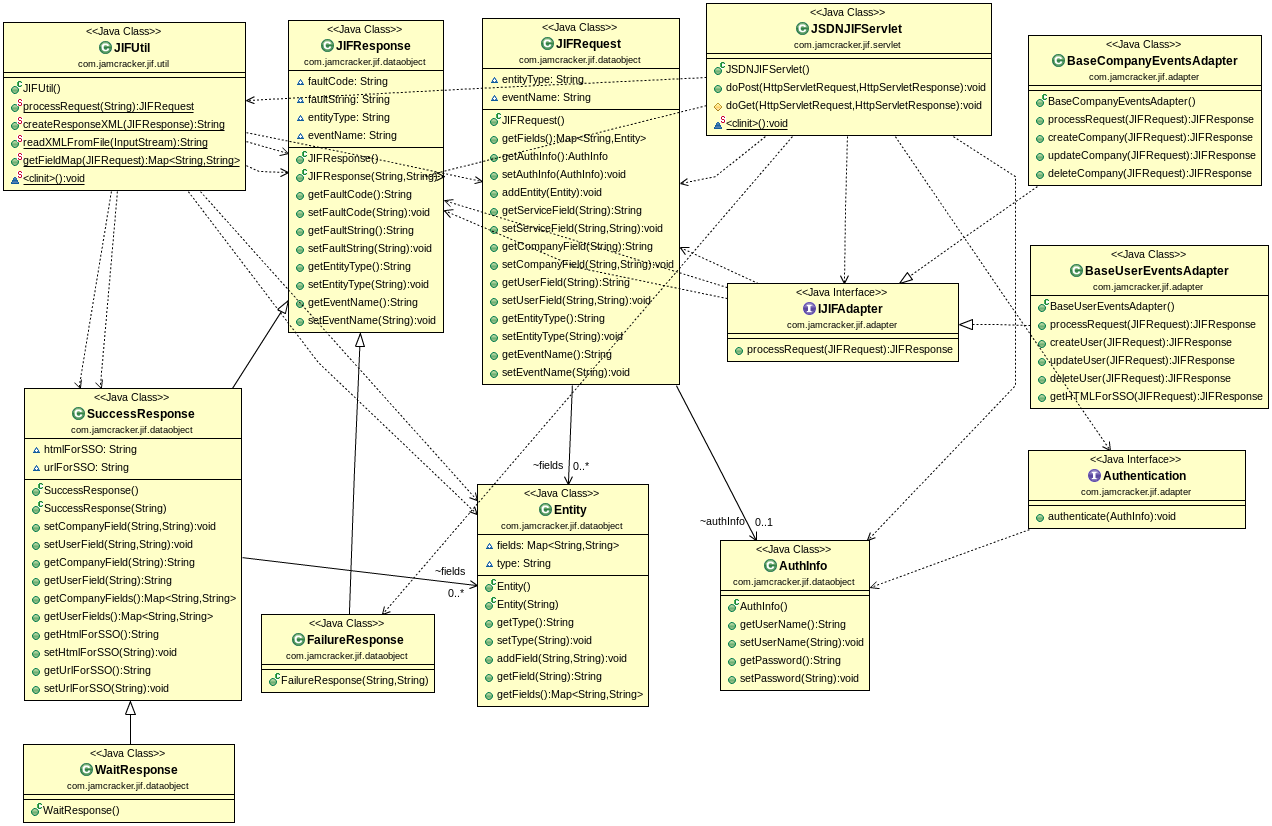 <<Java Class>>
JIFUtil
com.jamcracker.jif.util
JIFUtil()
processRequest(String):JIFRequest
createResponseXML(JIFResponse):String
readXMLFromFile(InputStream):String
getFieldMap(JIFRequest):Map<String,String>
<clinit>():void
<<Java Class>>
JIFResponse
com.jamcracker.jif.dataobject
faultCode: String
faultString: String
entityType: String
eventName: String
JIFResponse()
JIFResponse(String,String)
getFaultCode():String
setFaultCode(String):void
getFaultString():String
setFaultString(String):void
getEntityType():String
setEntityType(String):void
getEventName():String
setEventName(String):void
<<Java Class>>
JIFRequest
com.jamcracker.jif.dataobject
entityType: String
eventName: String
JIFRequest()
getFields():Map<String,Entity>
getAuthInfo():AuthInfo
setAuthInfo(AuthInfo):void
addEntity(Entity):void
getServiceField(String):String
setServiceField(String,String):void
getCompanyField(String):String
setCompanyField(String,String):void
getUserField(String):String
setUserField(String,String):void
getEntityType():String
setEntityType(String):void
getEventName():String
setEventName(String):void
<<Java Class>>
JSDNJIFServlet
com.jamcracker.jif.servlet
JSDNJIFServlet()
doPost(HttpServletRequest,HttpServletResponse):void
doGet(HttpServletRequest,HttpServletResponse):void
<clinit>():void
<<Java Class>>
BaseCompanyEventsAdapter
com.jamcracker.jif.adapter
BaseCompanyEventsAdapter()
processRequest(JIFRequest):JIFResponse
createCompany(JIFRequest):JIFResponse
updateCompany(JIFRequest):JIFResponse
deleteCompany(JIFRequest):JIFResponse
<<Java Interface>>
IJIFAdapter
com.jamcracker.jif.adapter
processRequest(JIFRequest):JIFResponse
<<Java Class>>
BaseUserEventsAdapter
com.jamcracker.jif.adapter
BaseUserEventsAdapter()
processRequest(JIFRequest):JIFResponse
createUser(JIFRequest):JIFResponse
updateUser(JIFRequest):JIFResponse
deleteUser(JIFRequest):JIFResponse
getHTMLForSSO(JIFRequest):JIFResponse
<<Java Class>>
SuccessResponse
com.jamcracker.jif.dataobject
htmlForSSO: String
urlForSSO: String
SuccessResponse()
SuccessResponse(String)
setCompanyField(String,String):void
setUserField(String,String):void
getCompanyField(String):String
getUserField(String):String
getCompanyFields():Map<String,String>
getUserFields():Map<String,String>
getHtmlForSSO():String
setHtmlForSSO(String):void
getUrlForSSO():String
setUrlForSSO(String):void
~fields
0..*
~fields 0..*
~authInfo 0..1
<<Java Class>>
Entity
com.jamcracker.jif.dataobject
fields: Map<String,String>
type: String
Entity()
Entity(String)
getType():String
setType(String):void
addField(String,String):void
getField(String):String
getFields():Map<String,String>
<<Java Interface>>
Authentication
com.jamcracker.jif.adapter
authenticate(AuthInfo):void
<<Java Class>>
AuthInfo
com.jamcracker.jif.dataobject
AuthInfo()
getUserName():String
setUserName(String):void
getPassword():String
setPassword(String):void
<<Java Class>>
FailureResponse
com.jamcracker.jif.dataobject
FailureResponse(String,String)
<<Java Class>>
WaitResponse
com.jamcracker.jif.dataobject
WaitResponse()